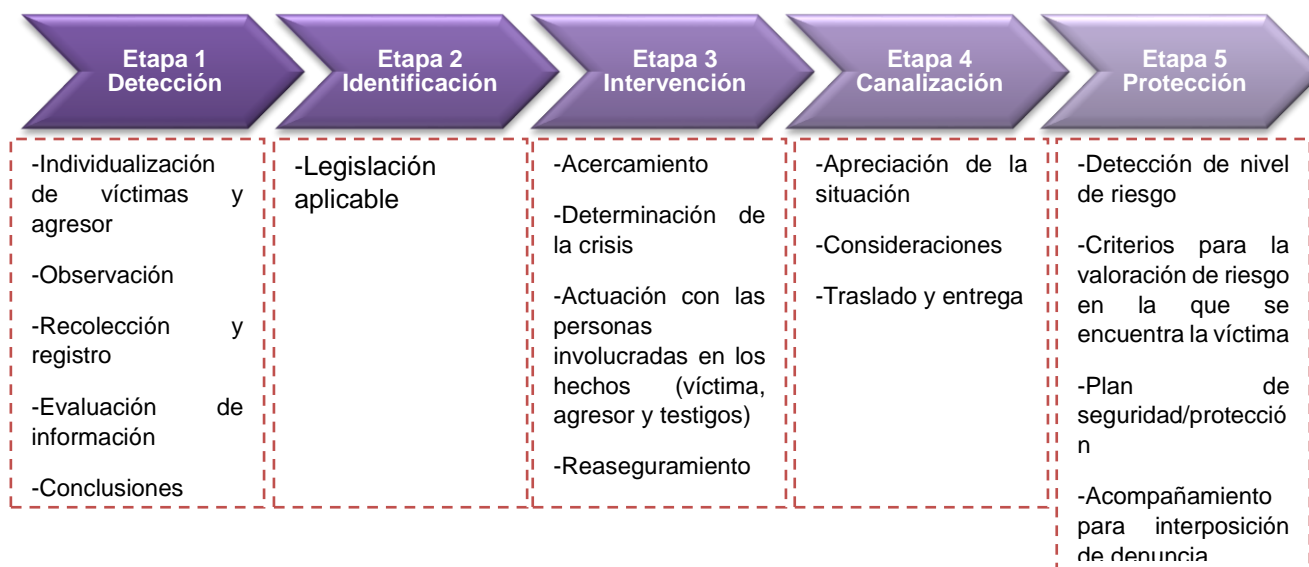 Etapa 1
Detección
Etapa 2
Identificación
Etapa 3
Intervención
Etapa 4
Canalización
Etapa 5
Protección
-Individualización
de víctimas y
agresor
-Observación
-Recolección y
registro
-Evaluación de
información
-Conclusiones
-Legislación
aplicable
-Acercamiento
-Determinación de
la crisis
-Actuación con las
personas
involucradas en los
hechos (víctima,
agresor y testigos)
-Reaseguramiento
-Apreciación de la
situación
-Consideraciones
-Traslado y entrega
-Detección de nivel
de riesgo
-Criterios para la
valoración de riesgo
en la que se
encuentra la víctima
-Plan de
seguridad/protecció
n
-Acompañamiento
para interposición
de denuncia